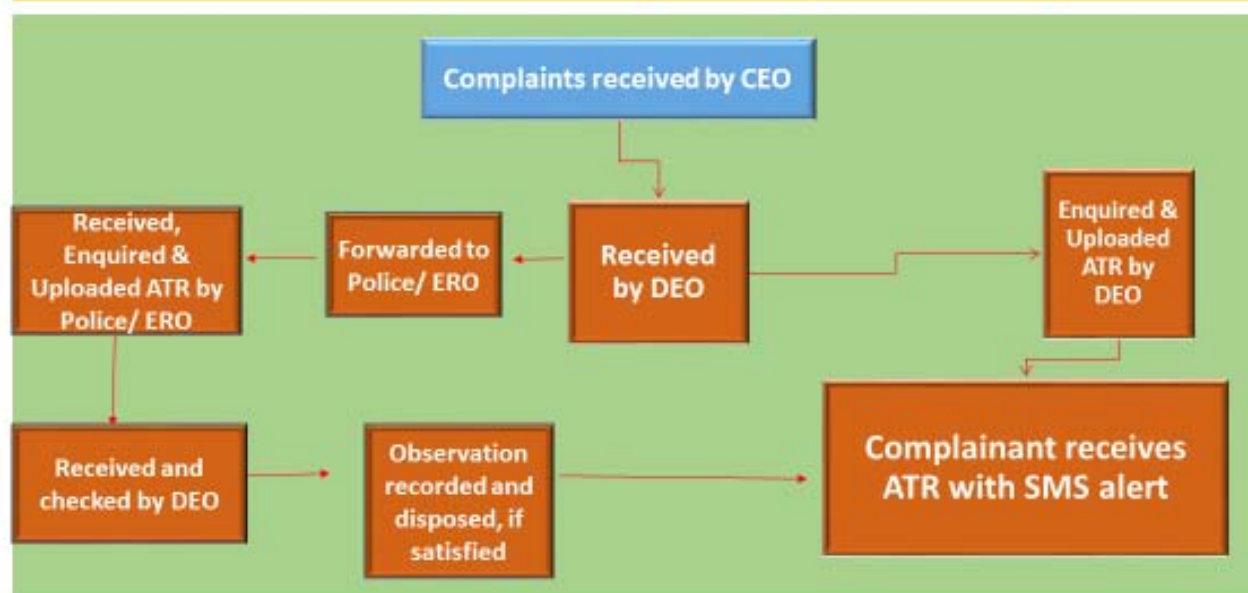 Complaints received by CEO
Received,
Enquired &
Uploaded ATR by
Police/ ERO
Forwarded to
Police/ ERO
Received
by DEO
Enquired &
Uploaded
ATR by
DEO
Received and
checked by DEO
Observation
recorded and
disposed, if
satisfied
Complainant receives
ATR with SMS alert